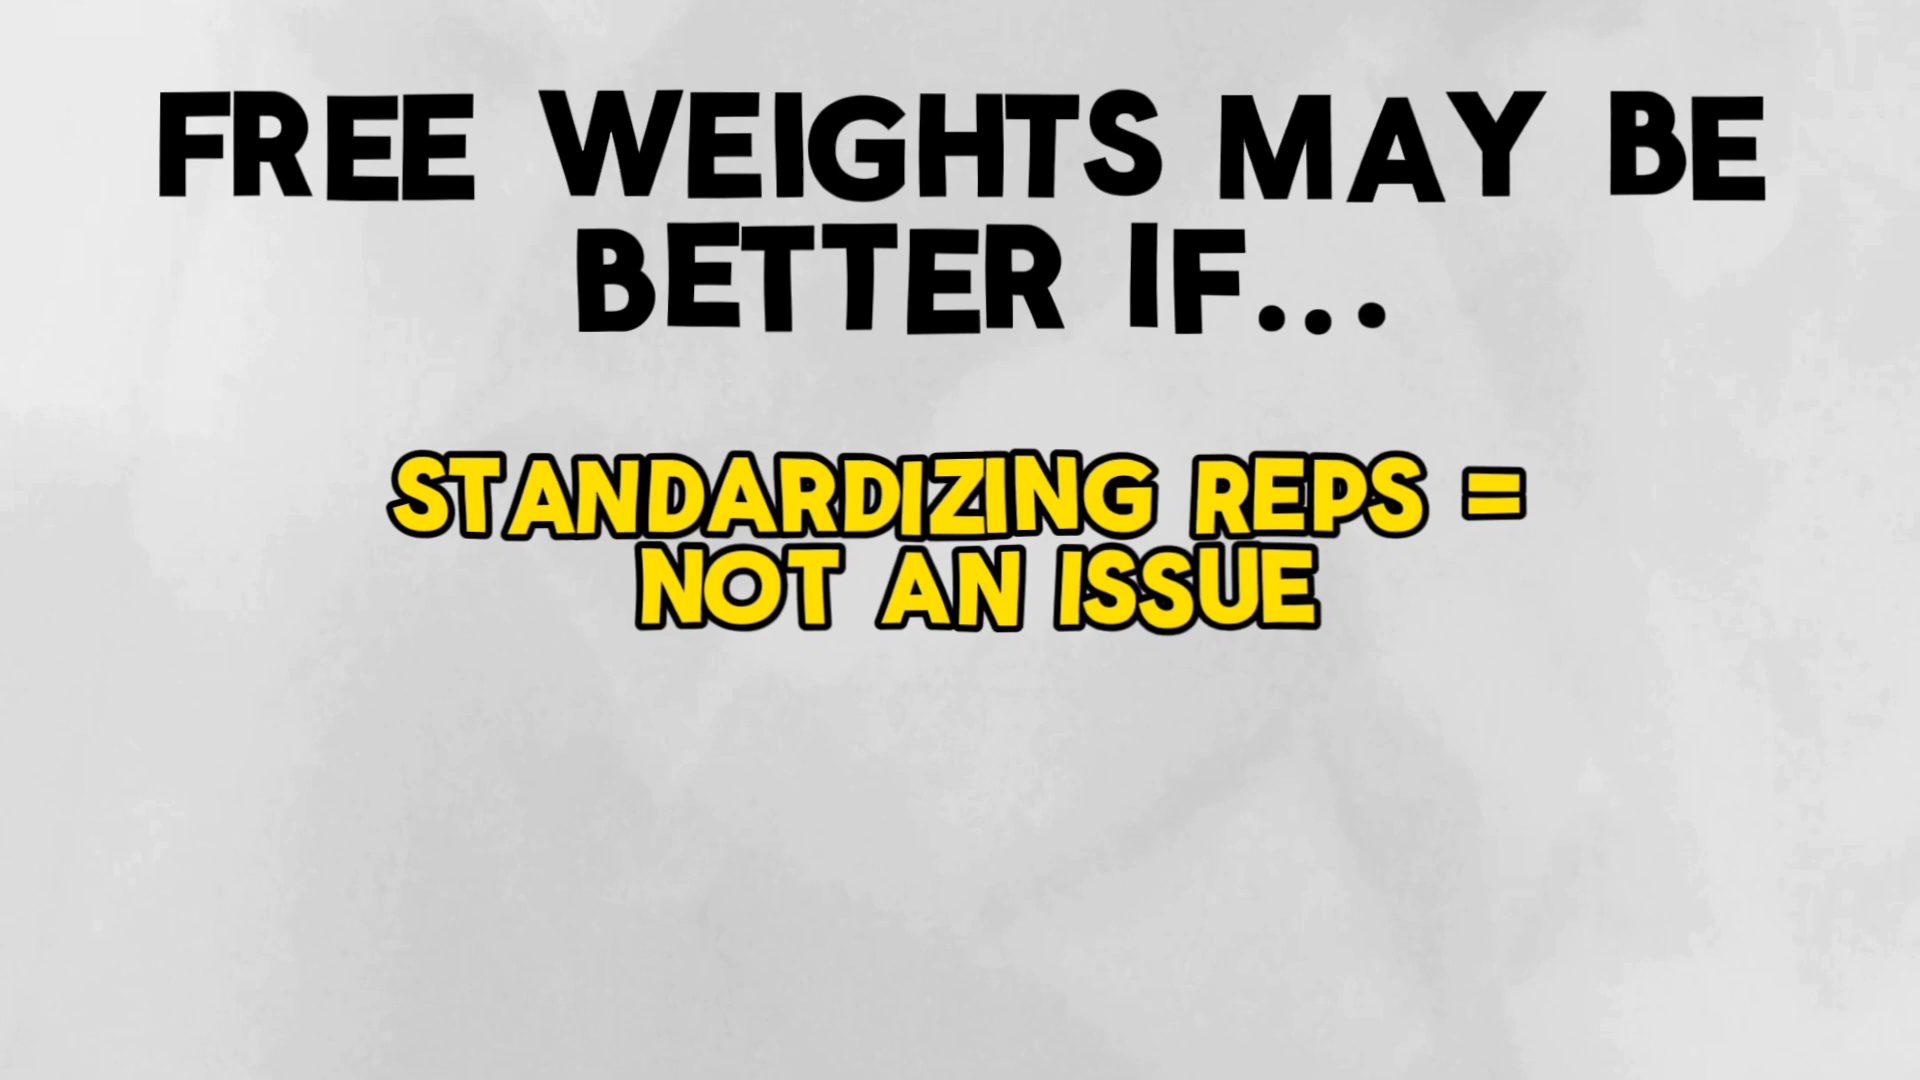 FREE WEIGHTS MAY BE
BETTER IF...
STANDARDIZING REPS =
NOT AN ISSUE